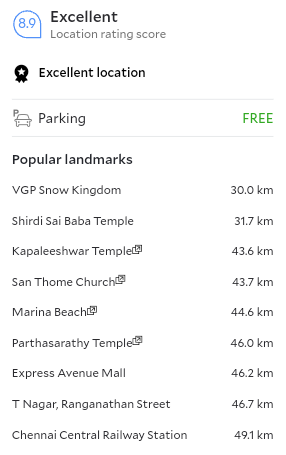 8.9
Excellent
Location rating score
Excellent location
P
Parking FREE
Popular landmarks
VGP Snow Kingdom 30.0 km
Shirdi Sai Baba Temple 31.7 km
Kapaleeshwar Temple 43.6 km
San Thome Church 43.7 km
Marina Beach 44.6 km
Parthasarathy Temple 46.0 km
Express Avenue Mall 46.2 km
T Nagar, Ranganathan Street 46.7 km
Chennai Central Railway Station 49.1 km